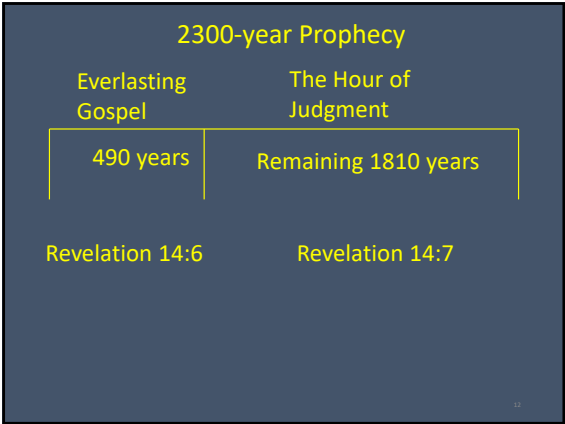 2300-year Prophecy
Everlasting
Gospel
The Hour of
Judgment
490 years
Remaining 1810 years
Revelation 14:6
Revelation 14:7
12